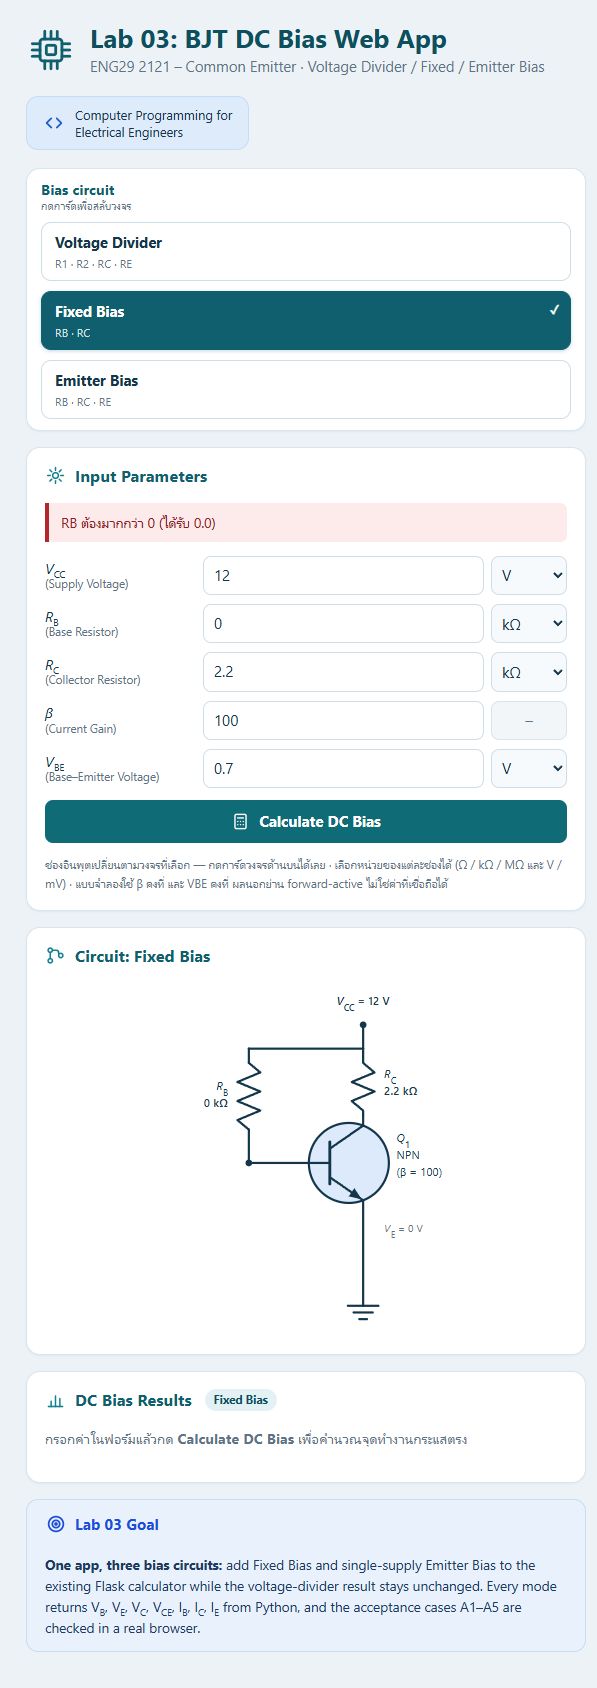 Lab 03: BJT DC Bias Web App
ENG29 2121 – Common Emitter · Voltage Divider / Fixed / Emitter Bias
Computer Programming for
Electrical Engineers
Bias circuit
กดการ์ดเพื่อสลับวงจร
Voltage Divider
R1 · R2 · RC · RE
Fixed Bias ✓
RB · RC
Emitter Bias
RB · RC · RE
Input Parameters
RB ต้องมากกว่า 0 (ได้รับ 0.0)
VCC 12 V
(Supply Voltage)
RB 0 kΩ
(Base Resistor)
RC 2.2 kΩ
(Collector Resistor)
β 100 –
(Current Gain)
VBE 0.7 V
(Base–Emitter Voltage)
Calculate DC Bias
ช่องอินพุตเปลี่ยนตามวงจรที่เลือก — กดการ์ดวงจรด้านบนได้เลย · เลือกหน่วยของแต่ละช่องได้ (Ω / kΩ / MΩ และ V /
mV) · แบบจำลองใช้ β คงที่ และ VBE คงที่ ผลนอกย่าน forward-active ไม่ใช่ค่าที่เชื่อถือได้
Circuit: Fixed Bias
VCC = 12 V
RB
0 kΩ
RC
2.2 kΩ
Q1
NPN
(β = 100)
VE = 0 V
DC Bias Results Fixed Bias
กรอกค่าในฟอร์มแล้วกด Calculate DC Bias เพื่อคำนวณจุดทำงานกระแสตรง
Lab 03 Goal
One app, three bias circuits: add Fixed Bias and single-supply Emitter Bias to the
existing Flask calculator while the voltage-divider result stays unchanged. Every mode
returns VB, VE, VC, VCE, IB, IC, IE from Python, and the acceptance cases A1–A5 are
checked in a real browser.